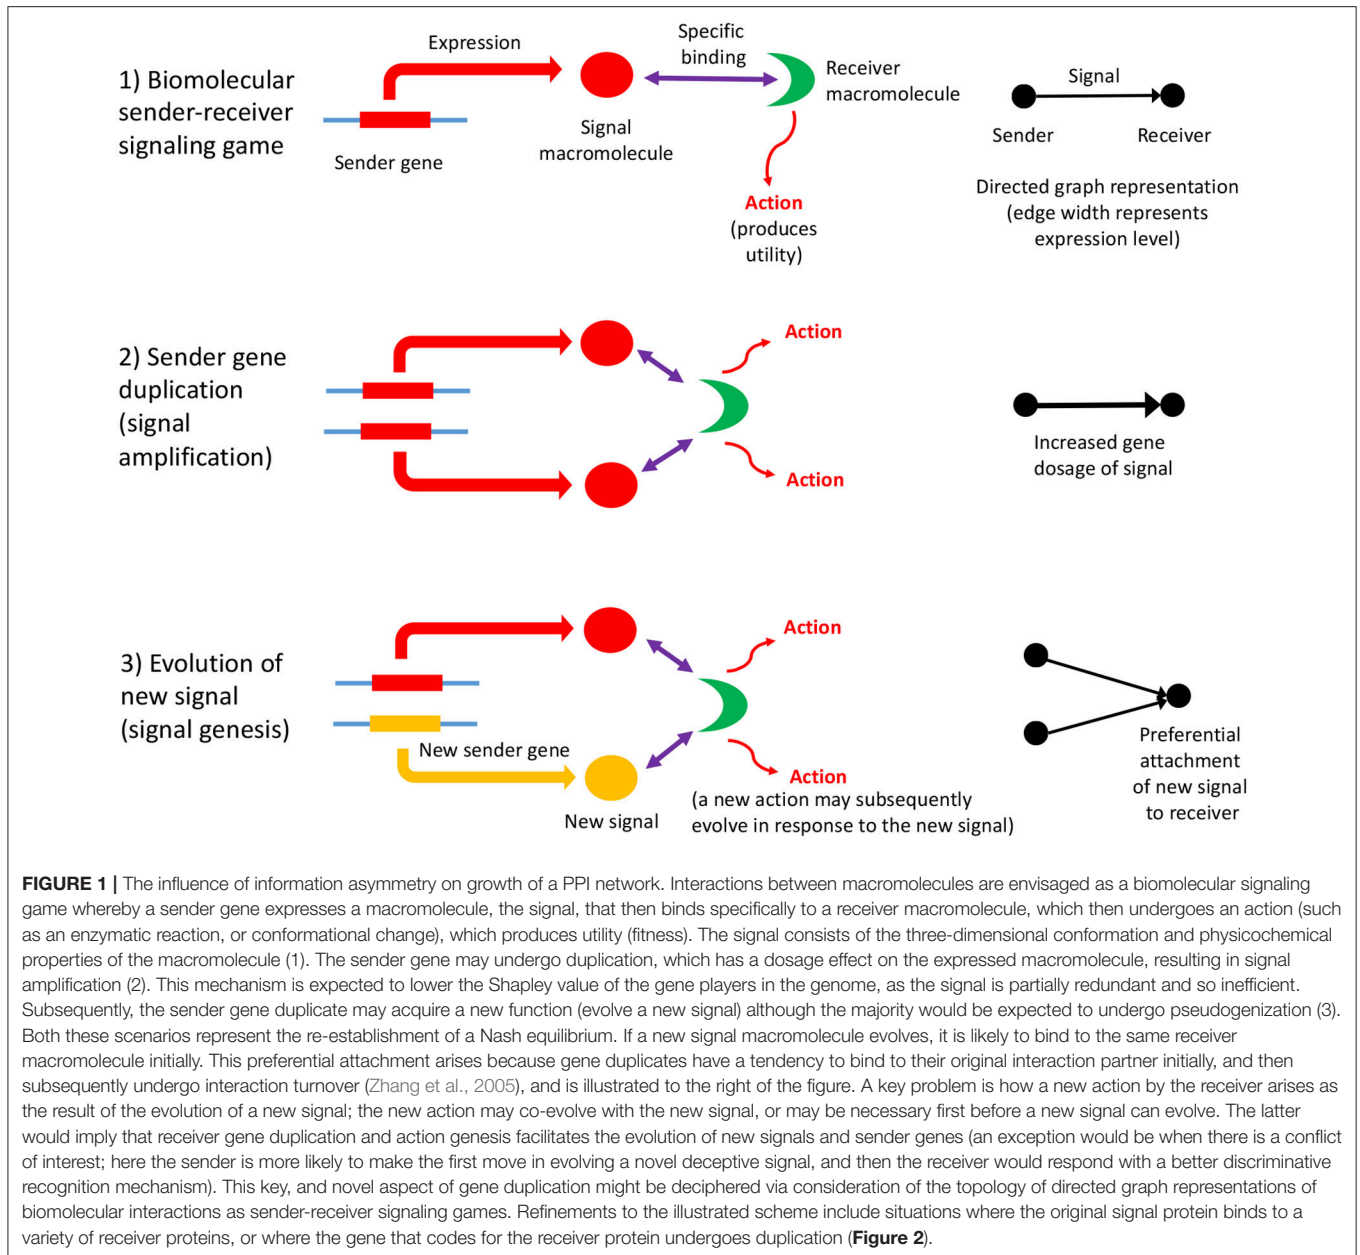 1) Biomolecular
sender-receiver
signaling game
Expression
Sender gene
Signal
macromolecule
Specific
binding
Receiver
macromolecule
Action
(produces
utility)
Signal
Sender
Receiver
Directed graph representation
(edge width represents
expression level)
2) Sender gene
duplication
(signal
amplification)
Action
Action
Increased gene
dosage of signal
3) Evolution of
new signal
(signal genesis)
New sender gene
New signal
Action
Action
(a new action may subsequently
evolve in response to the new signal)
Preferential
attachment
of new signal
to receiver
FIGURE 1 | The influence of information asymmetry on growth of a PPI network. Interactions between macromolecules are envisaged as a biomolecular signaling
game whereby a sender gene expresses a macromolecule, the signal, that then binds specifically to a receiver macromolecule, which then undergoes an action (such
as an enzymatic reaction, or conformational change), which produces utility (fitness). The signal consists of the three-dimensional conformation and physicochemical
properties of the macromolecule (1). The sender gene may undergo duplication, which has a dosage effect on the expressed macromolecule, resulting in signal
amplification (2). This mechanism is expected to lower the Shapley value of the gene players in the genome, as the signal is partially redundant and so inefficient.
Subsequently, the sender gene duplicate may acquire a new function (evolve a new signal) although the majority would be expected to undergo pseudogenization (3).
Both these scenarios represent the re-establishment of a Nash equilibrium. If a new signal macromolecule evolves, it is likely to bind to the same receiver
macromolecule initially. This preferential attachment arises because gene duplicates have a tendency to bind to their original interaction partner initially, and then
subsequently undergo interaction turnover (Zhang et al., 2005), and is illustrated to the right of the figure. A key problem is how a new action by the receiver arises as
the result of the evolution of a new signal; the new action may co-evolve with the new signal, or may be necessary first before a new signal can evolve. The latter
would imply that receiver gene duplication and action genesis facilitates the evolution of new signals and sender genes (an exception would be when there is a conflict
of interest; here the sender is more likely to make the first move in evolving a novel deceptive signal, and then the receiver would respond with a better discriminative
recognition mechanism). This key, and novel aspect of gene duplication might be deciphered via consideration of the topology of directed graph representations of
biomolecular interactions as sender-receiver signaling games. Refinements to the illustrated scheme include situations where the original signal protein binds to a
variety of receiver proteins, or where the gene that codes for the receiver protein undergoes duplication (Figure 2).